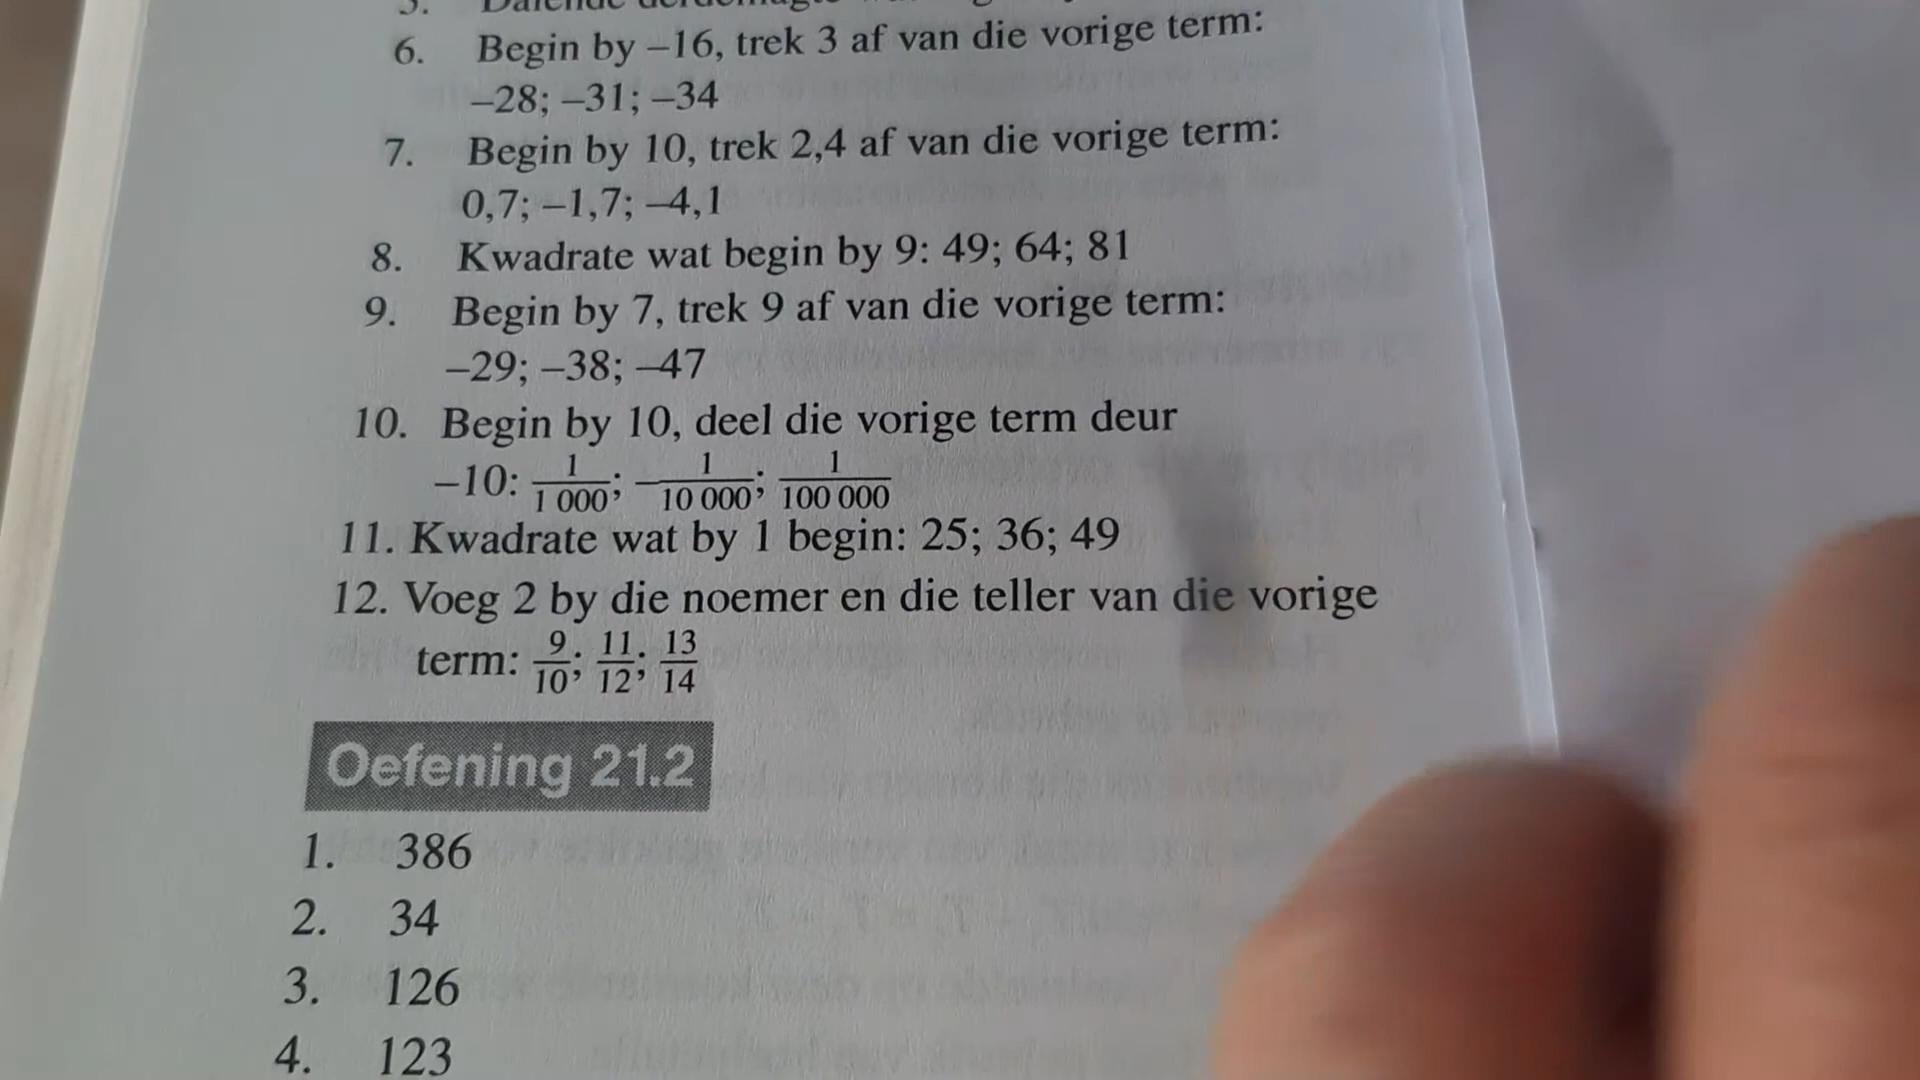 6. Begin by –16, trek 3 af van die vorige term:
–28; –31; –34
7. Begin by 10, trek 2,4 af van die vorige term:
0,7; –1,7; –4,1
8. Kwadrate wat begin by 9: 49; 64; 81
9. Begin by 7, trek 9 af van die vorige term:
–29; –38; –47
10. Begin by 10, deel die vorige term deur
–10: 1/1 000; –1/10 000; 1/100 000
11. Kwadrate wat by 1 begin: 25; 36; 49
12. Voeg 2 by die noemer en die teller van die vorige
term: 9/10; 11/12; 13/14
Oefening 21.2
1. 386
2. 34
3. 126
4. 123